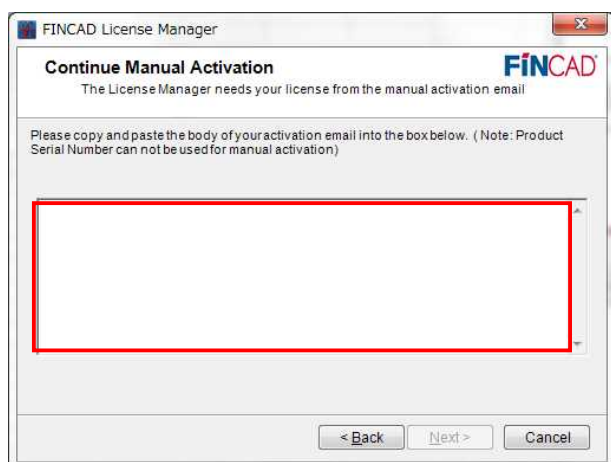 FINCAD License Manager
Continue Manual Activation
FiNCAD
The License Manager needs your license from the manual activation email
Please copy and paste the body of your activation email into the box below. ( Note: Product
Serial Number can not be used for manual activation)
< Back
Next >
Cancel